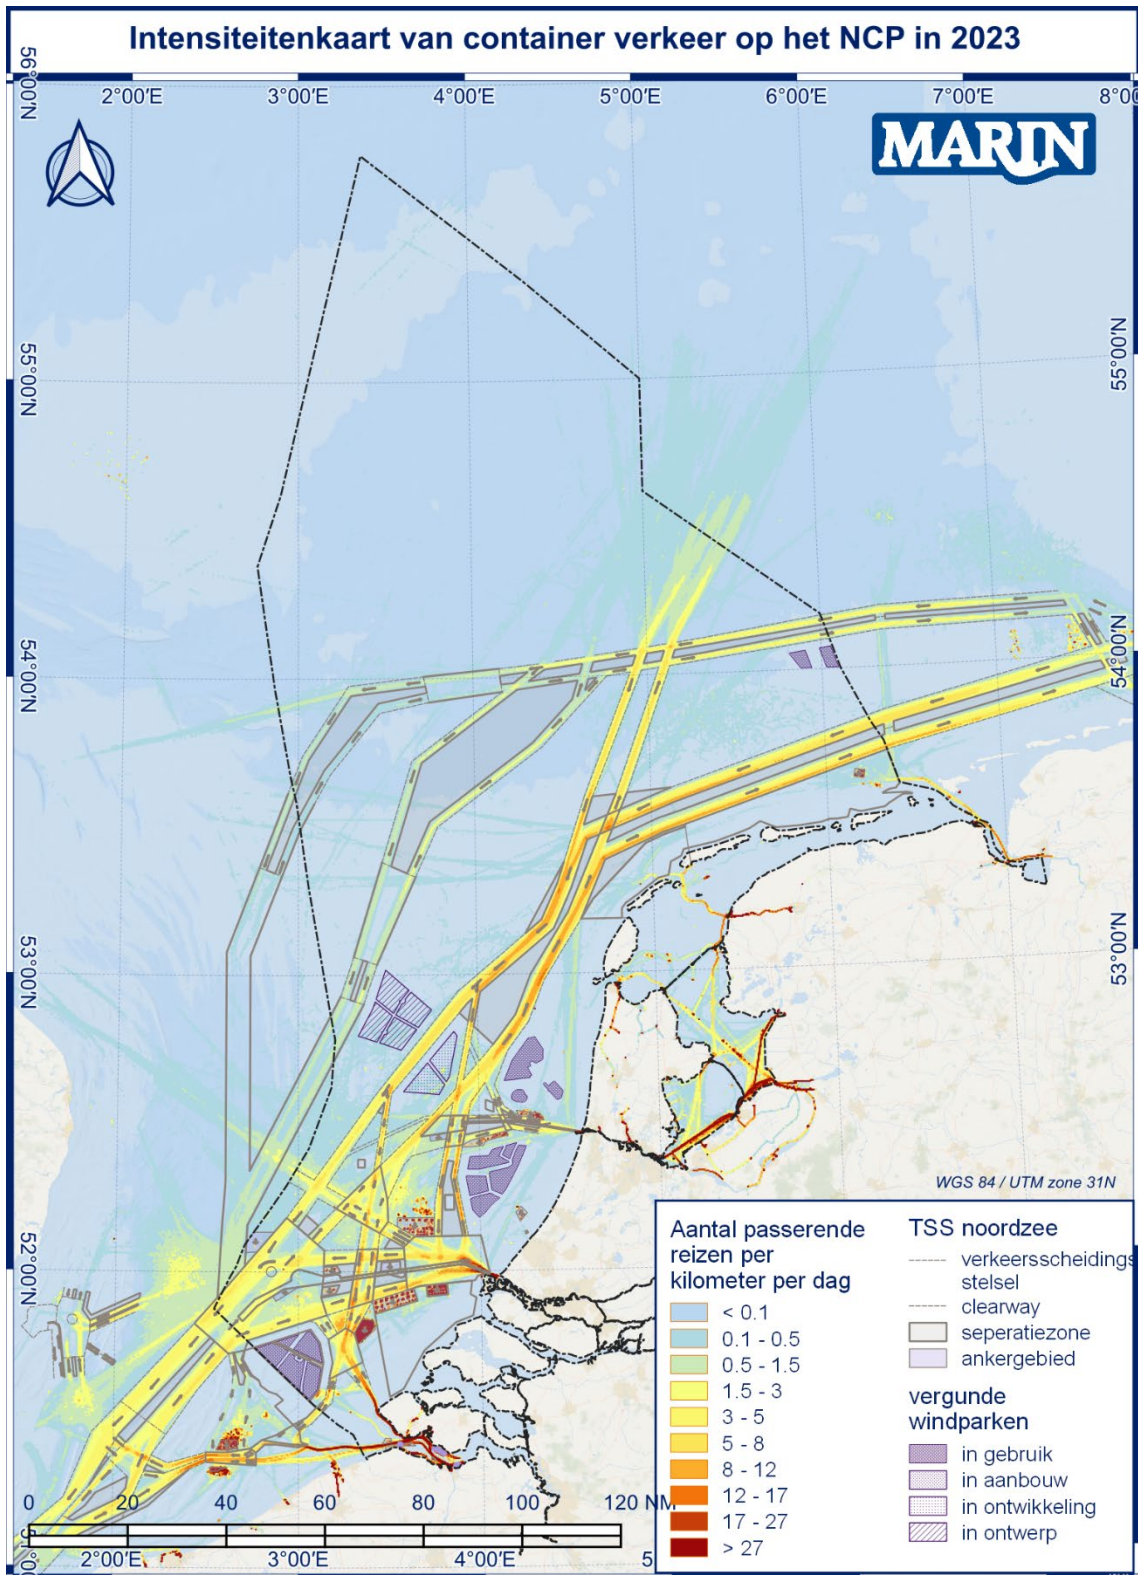 Intensiteitenkaart van container verkeer op het NCP in 2023
56°00'N
2°00'E
3°00'E
4°00'E
5°00'E
6°00'E
7°00'E
8°00'
MARIN
55°00'N
55°00'N
54°00'N
54°00'N
53°00'N
53°00'N
52°00'N
WGS 84 / UTM zone 31N
Aantal passerende
reizen per
kilometer per dag
< 0.1
0.1 - 0.5
0.5 - 1.5
1.5 - 3
3 - 5
5 - 8
8 - 12
12 - 17
17 - 27
> 27
TSS noordzee
verkeersscheidings
stelsel
clearway
seperatiezone
ankergebied
vergunde
windparken
in gebruik
in aanbouw
in ontwikkeling
in ontwerp
0
20
40
60
80
100
120 NM
2°00'E
3°00'E
4°00'E
5